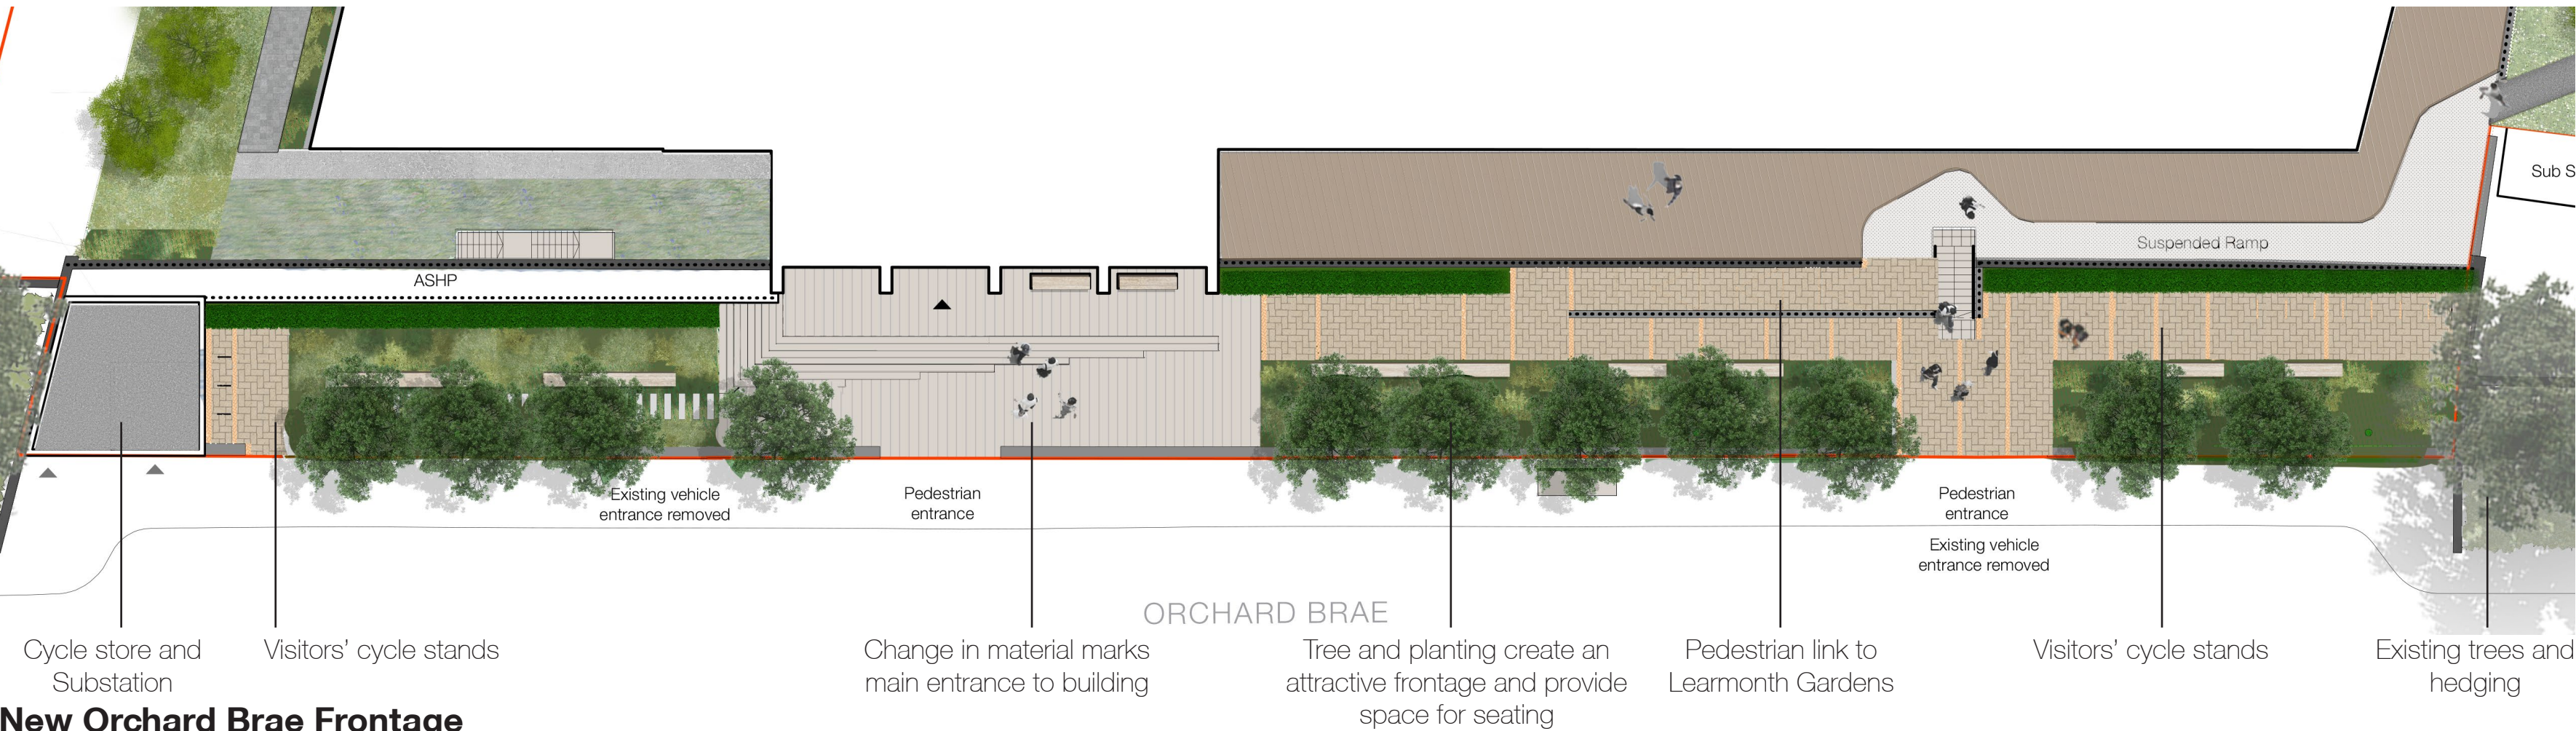 Sub S
Suspended Ramp
ASHP
Existing vehicle
entrance removed
Pedestrian
entrance
Pedestrian
entrance
Existing vehicle
entrance removed
ORCHARD BRAE
Cycle store and
Substation
Visitors’ cycle stands
Change in material marks
main entrance to building
Tree and planting create an
attractive frontage and provide
space for seating
Pedestrian link to
Learmonth Gardens
Visitors’ cycle stands
Existing trees and
hedging
New Orchard Brae Frontage